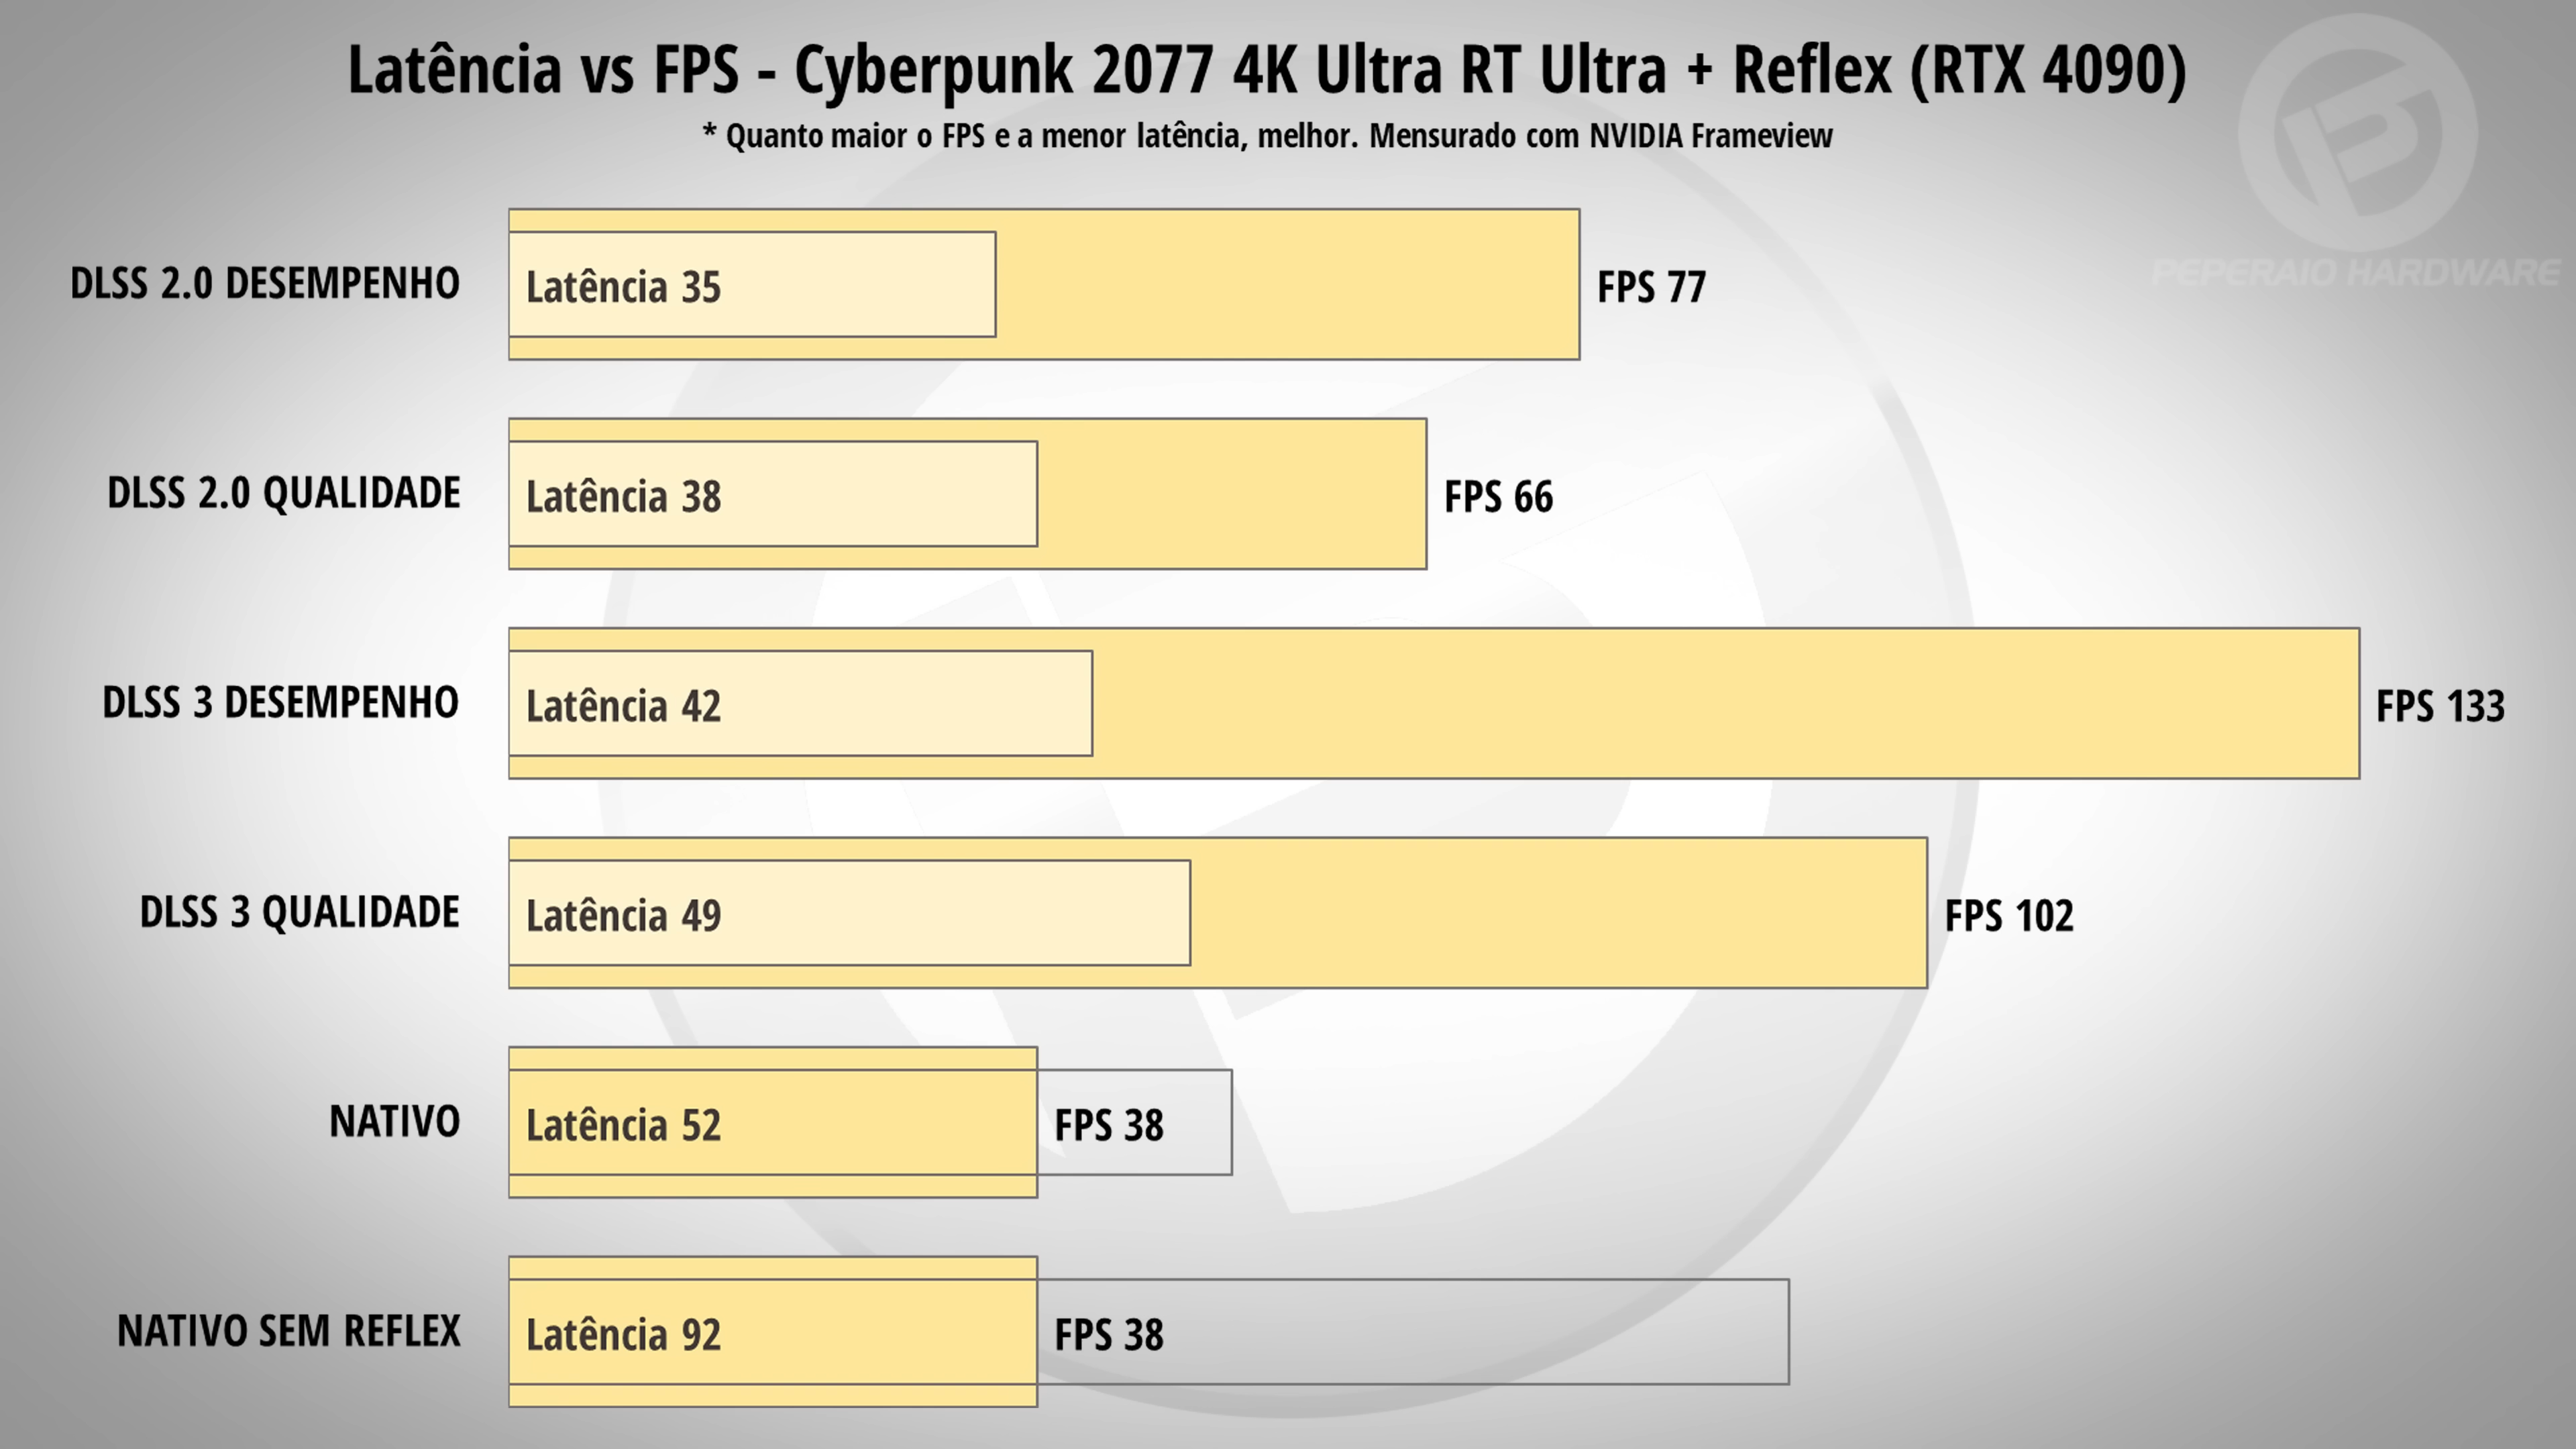 Latência vs FPS - Cyberpunk 2077 4K Ultra RT Ultra + Reflex (RTX 4090)
* Quanto maior o FPS e a menor latência, melhor. Mensurado com NVIDIA Frameview
PEPERAIO HARDWARE
DLSS 2.0 DESEMPENHO Latência 35 FPS 77
DLSS 2.0 QUALIDADE Latência 38 FPS 66
DLSS 3 DESEMPENHO Latência 42 FPS 133
DLSS 3 QUALIDADE Latência 49 FPS 102
NATIVO Latência 52 FPS 38
NATIVO SEM REFLEX Latência 92 FPS 38